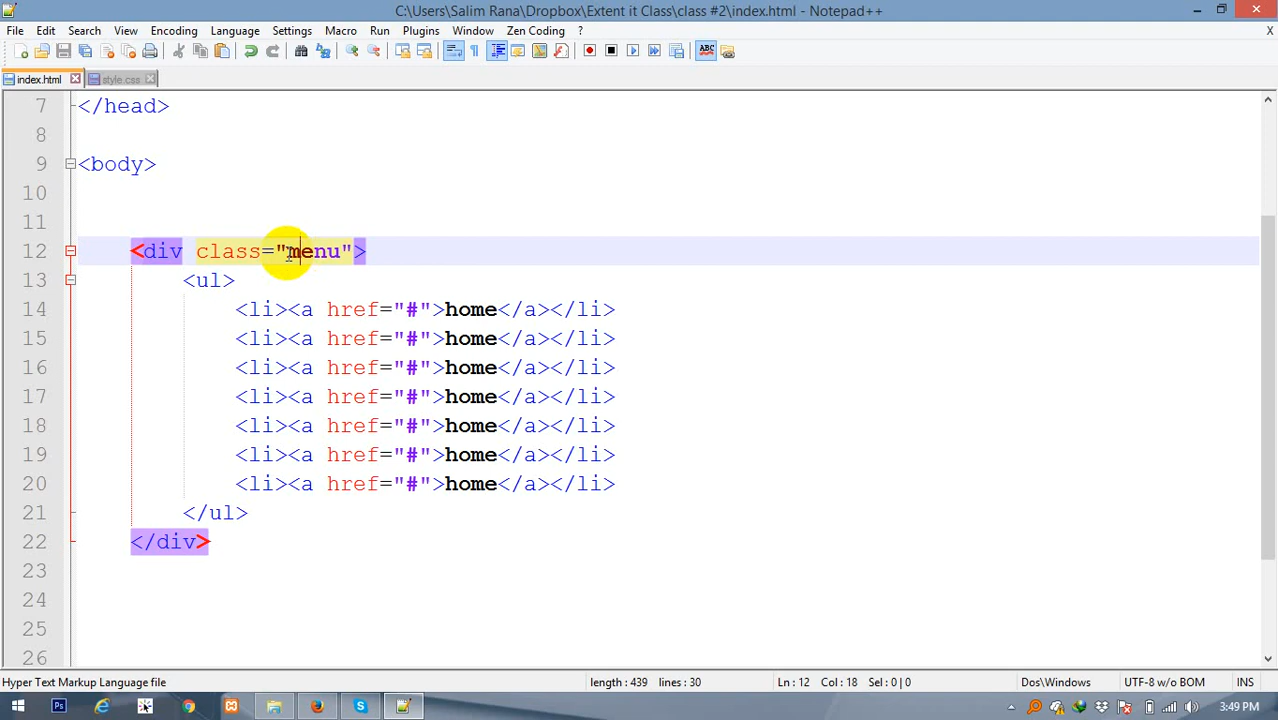 C:\Users\Salim Rana\Dropbox\Extent it Class\class #2\index.html - Notepad++
File Edit Search View Encoding Language Settings Macro Run Plugins Window Zen Coding ? X
index.html style.css
7 </head>
8
9 <body>
10
11
12 <div class="menu">
13 <ul>
14 <li><a href="#">home</a></li>
15 <li><a href="#">home</a></li>
16 <li><a href="#">home</a></li>
17 <li><a href="#">home</a></li>
18 <li><a href="#">home</a></li>
19 <li><a href="#">home</a></li>
20 <li><a href="#">home</a></li>
21 </ul>
22 </div>
23
24
25
26
Hyper Text Markup Language file length : 439 lines : 30 Ln : 12 Col : 18 Sel : 0 | 0 Dos\Windows UTF-8 w/o BOM INS
3:49 PM